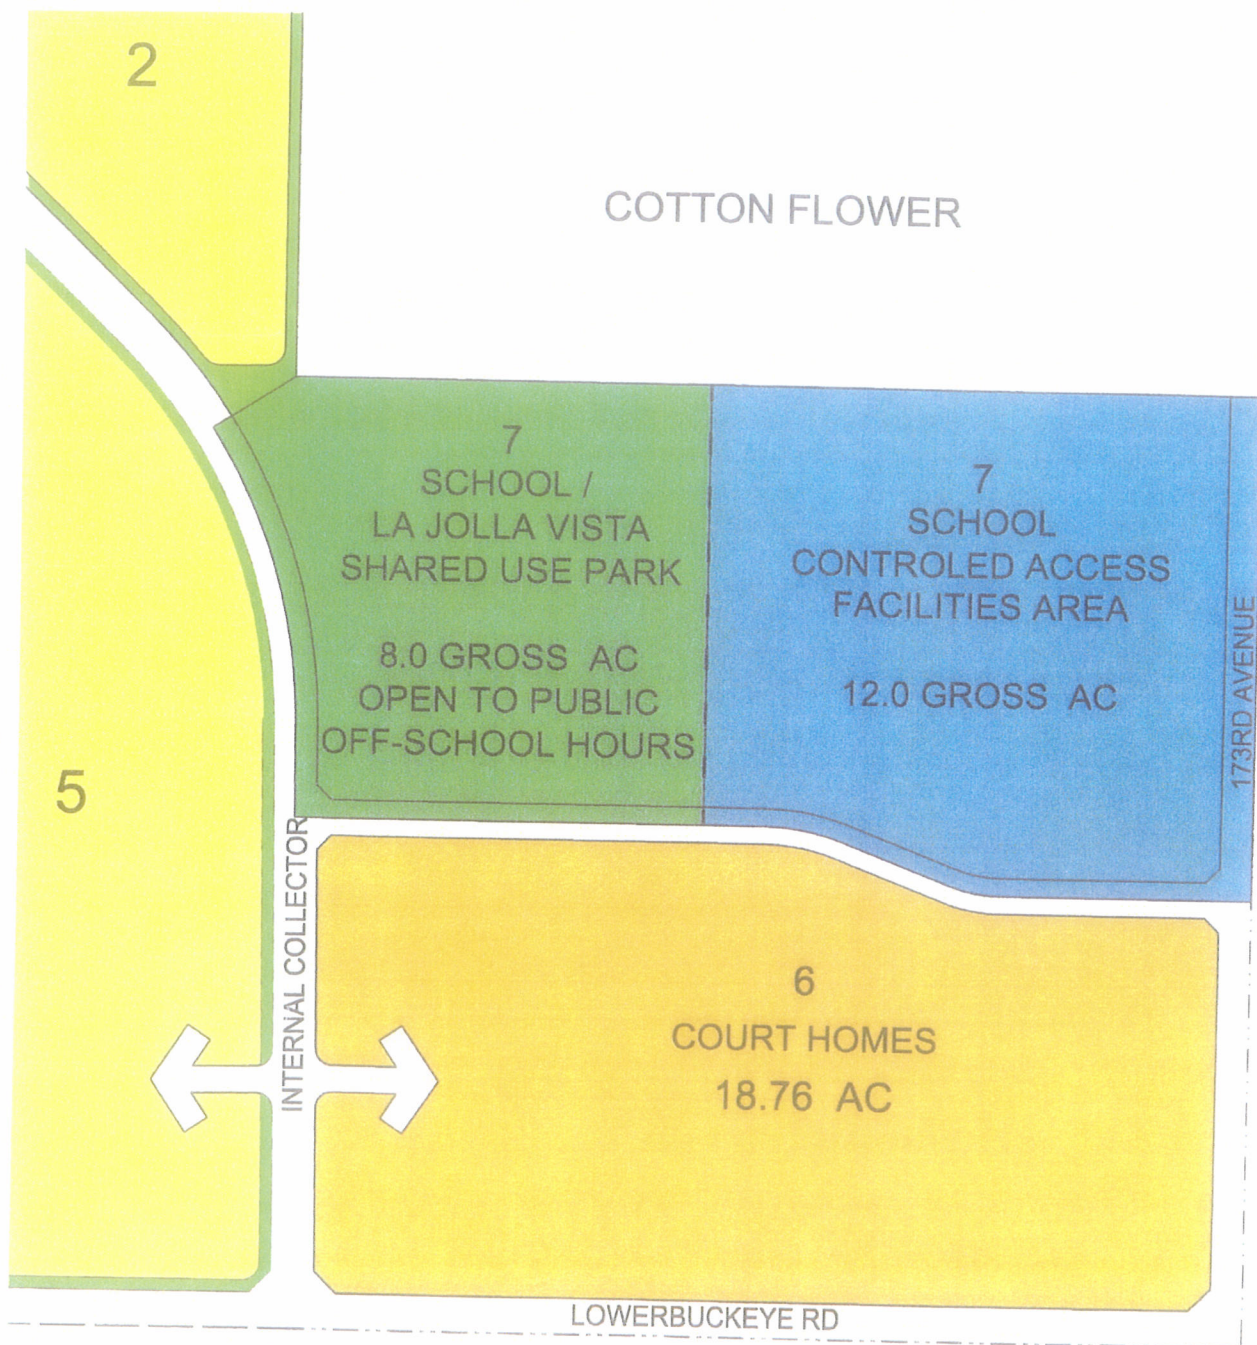 2
COTTON FLOWER
7
SCHOOL /
LA JOLLA VISTA
SHARED USE PARK
8.0 GROSS AC
OPEN TO PUBLIC
OFF-SCHOOL HOURS
7
SCHOOL
CONTROLED ACCESS
FACILITIES AREA
12.0 GROSS AC
173RD AVENUE
5
INTERNAL COLLECTOR
6
COURT HOMES
18.76 AC
LOWERBUCKEYE RD